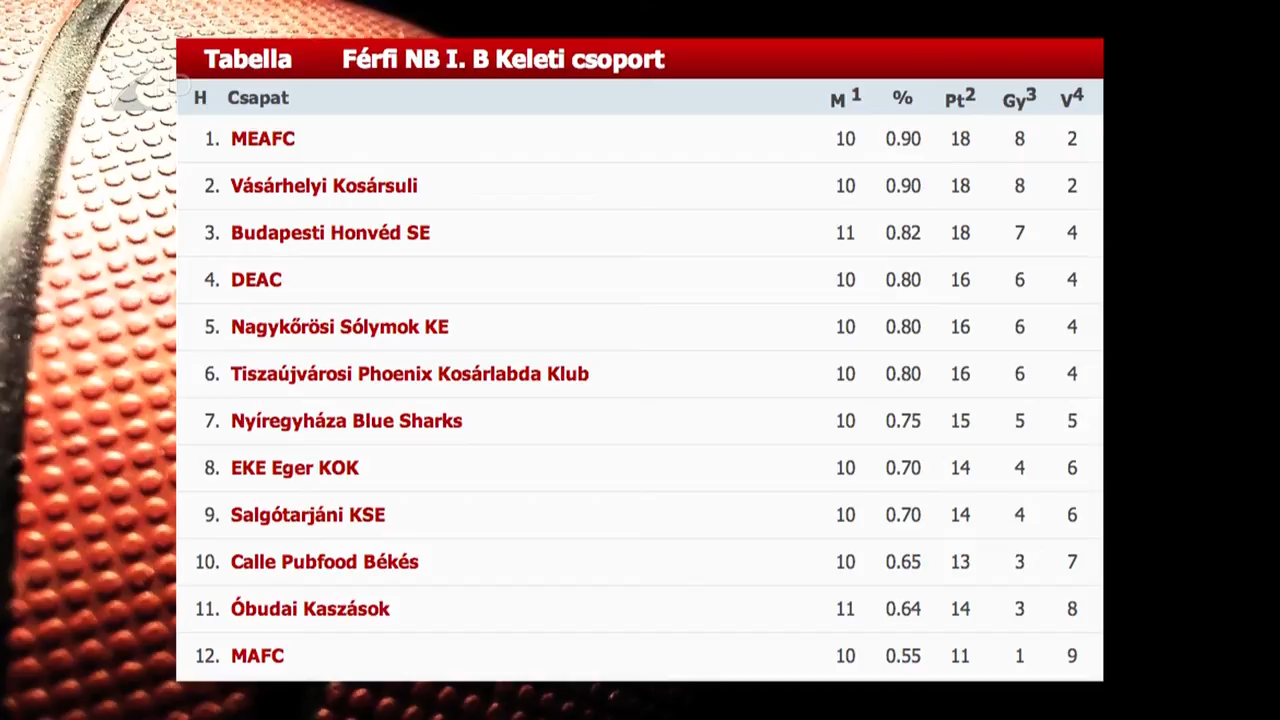 Tabella Férfi NB I. B Keleti csoport
H Csapat M 1 % Pt2 Gy3 V4
1. MEAFC 10 0.90 18 8 2
2. Vásárhelyi Kosársuli 10 0.90 18 8 2
3. Budapesti Honvéd SE 11 0.82 18 7 4
4. DEAC 10 0.80 16 6 4
5. Nagykőrösi Sólymok KE 10 0.80 16 6 4
6. Tiszaújvárosi Phoenix Kosárlabda Klub 10 0.80 16 6 4
7. Nyíregyháza Blue Sharks 10 0.75 15 5 5
8. EKE Eger KOK 10 0.70 14 4 6
9. Salgótarjáni KSE 10 0.70 14 4 6
10. Calle Pubfood Békés 10 0.65 13 3 7
11. Óbudai Kaszások 11 0.64 14 3 8
12. MAFC 10 0.55 11 1 9